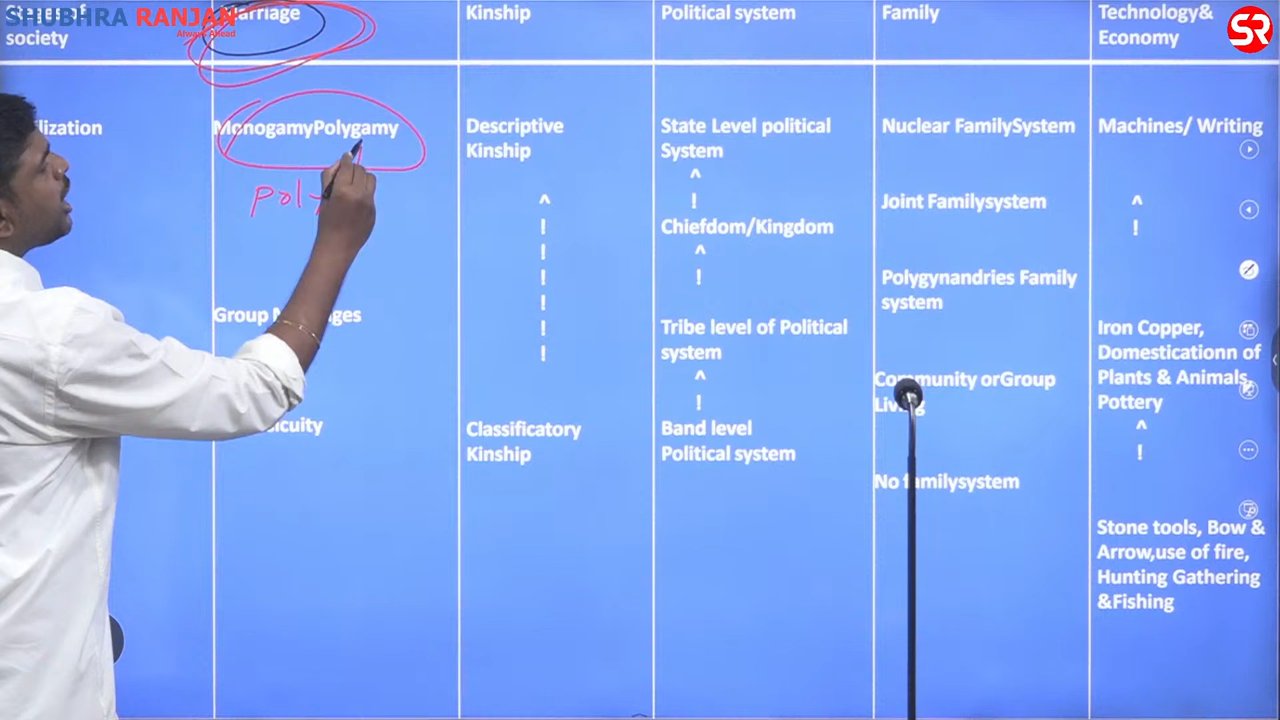 SHUBHRA RANJAN
Always Ahead
society
Marriage
Kinship
Political system
Family
Technology&
Economy
SR
MonogamyPolygamy
poly
Group
Descriptive
Kinship
^
!
!
!
!
!
!
Classificatory
Kinship
State Level political
System
^
!
Chiefdom/Kingdom
^
!
Tribe level of Political
system
^
!
Band level
Political system
Nuclear FamilySystem
Joint Familysystem
Polygynandries Family
system
Community orGroup
Living
No familysystem
Machines/ Writing
^
!
Iron Copper,
Domesticationn of
Plants & Animals,
Pottery
^
!
Stone tools, Bow &
Arrow,use of fire,
Hunting Gathering
&Fishing